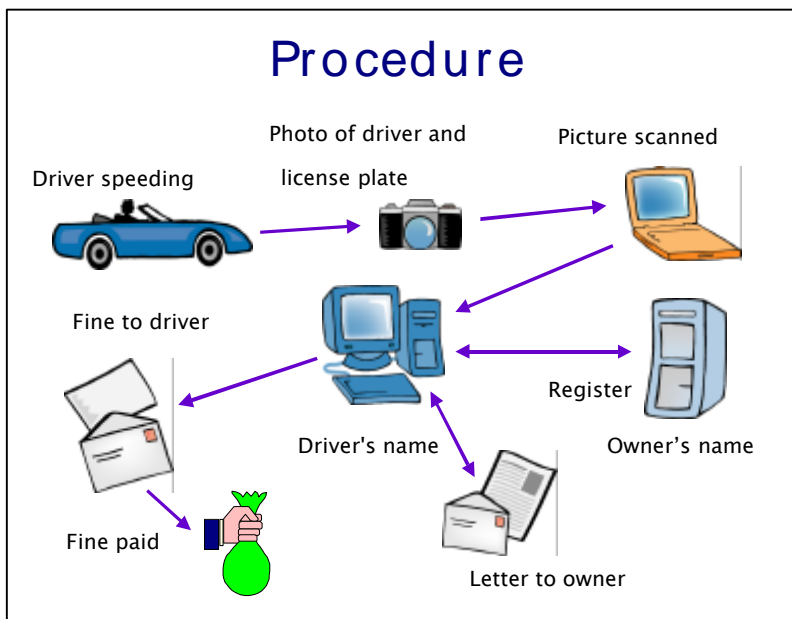 Procedure
Photo of driver and
license plate
Picture scanned
Driver speeding
Fine to driver
Register
Driver's name
Owner’s name
Fine paid
Letter to owner